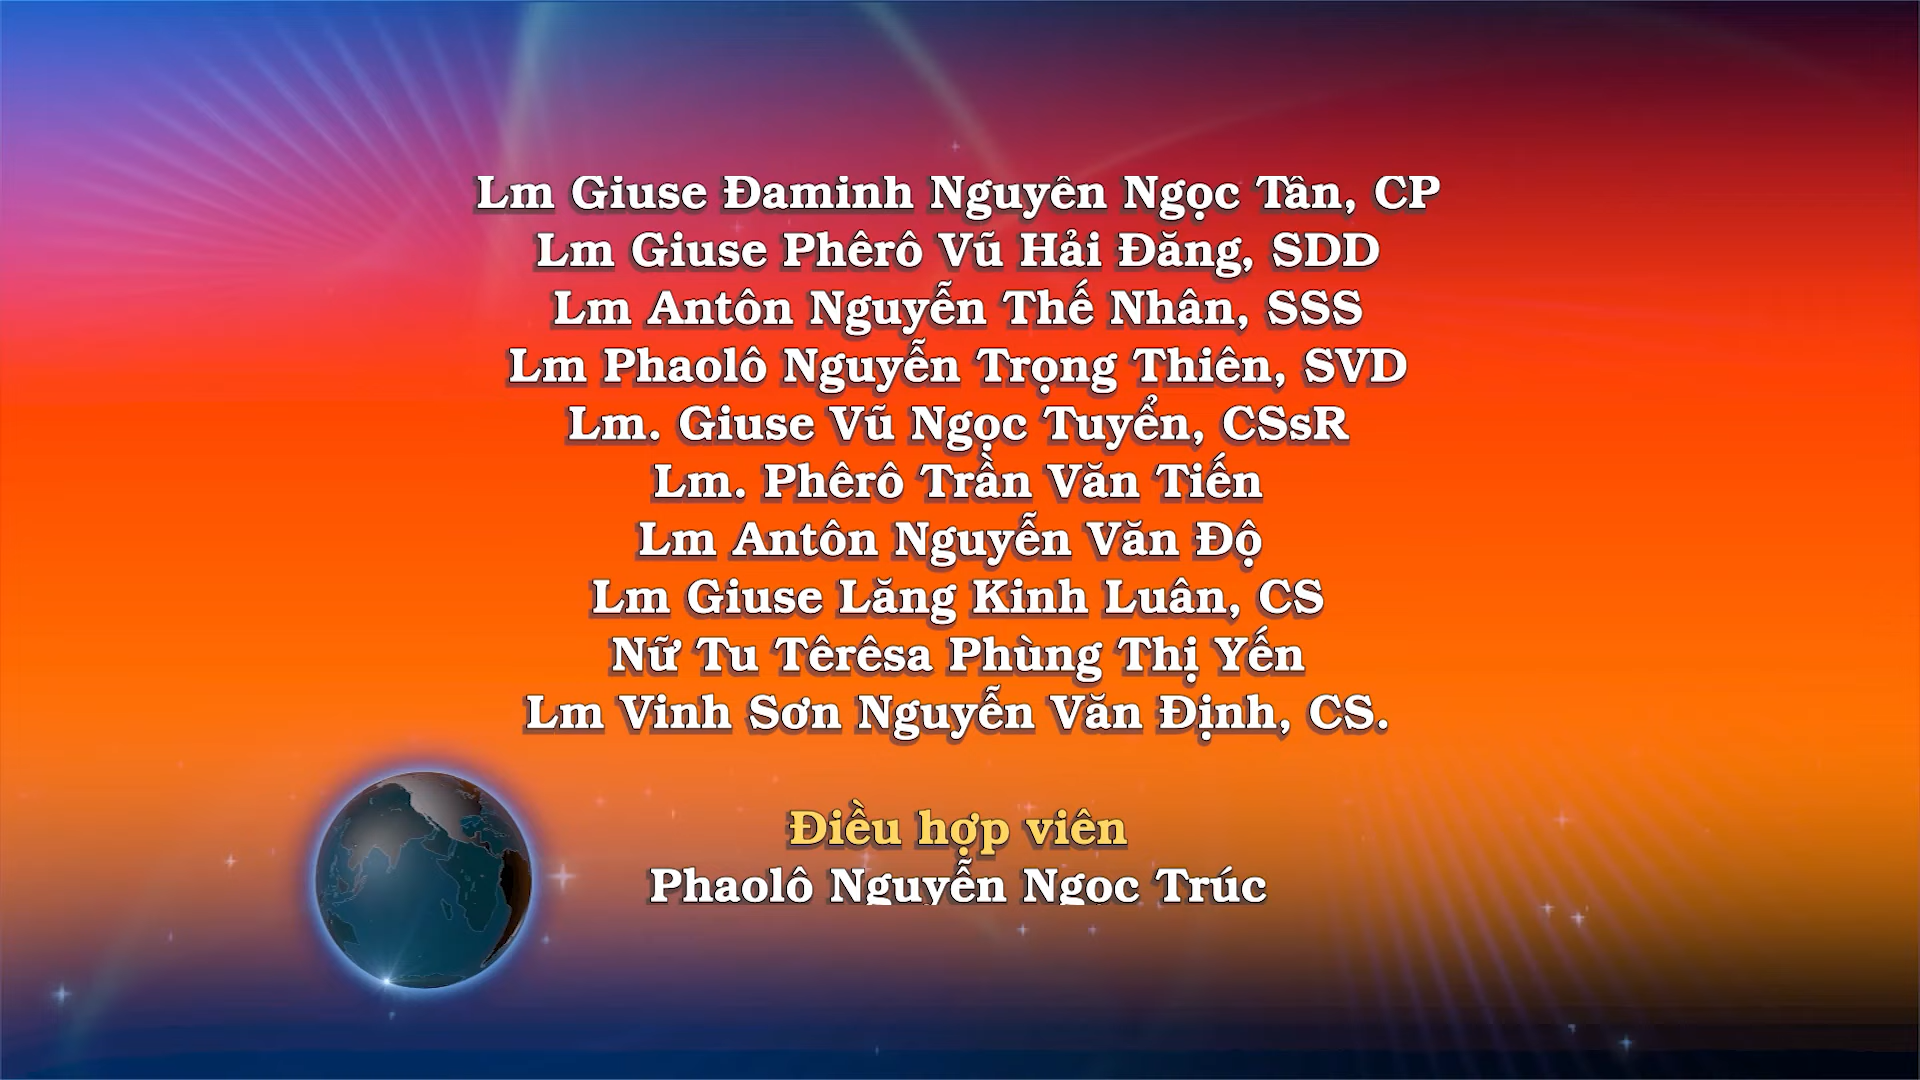 Lm Giuse Đaminh Nguyên Ngọc Tân, CP
Lm Giuse Phêrô Vũ Hải Đăng, SDD
Lm Antôn Nguyễn Thế Nhân, SSS
Lm Phaolô Nguyễn Trọng Thiên, SVD
Lm. Giuse Vũ Ngọc Tuyển, CSsR
Lm. Phêrô Trần Văn Tiến
Lm Antôn Nguyễn Văn Độ
Lm Giuse Lăng Kinh Luân, CS
Nữ Tu Têrêsa Phùng Thị Yến
Lm Vinh Sơn Nguyễn Văn Định, CS.
Điều hợp viên
Phaolô Nguyễn Ngọc Trúc